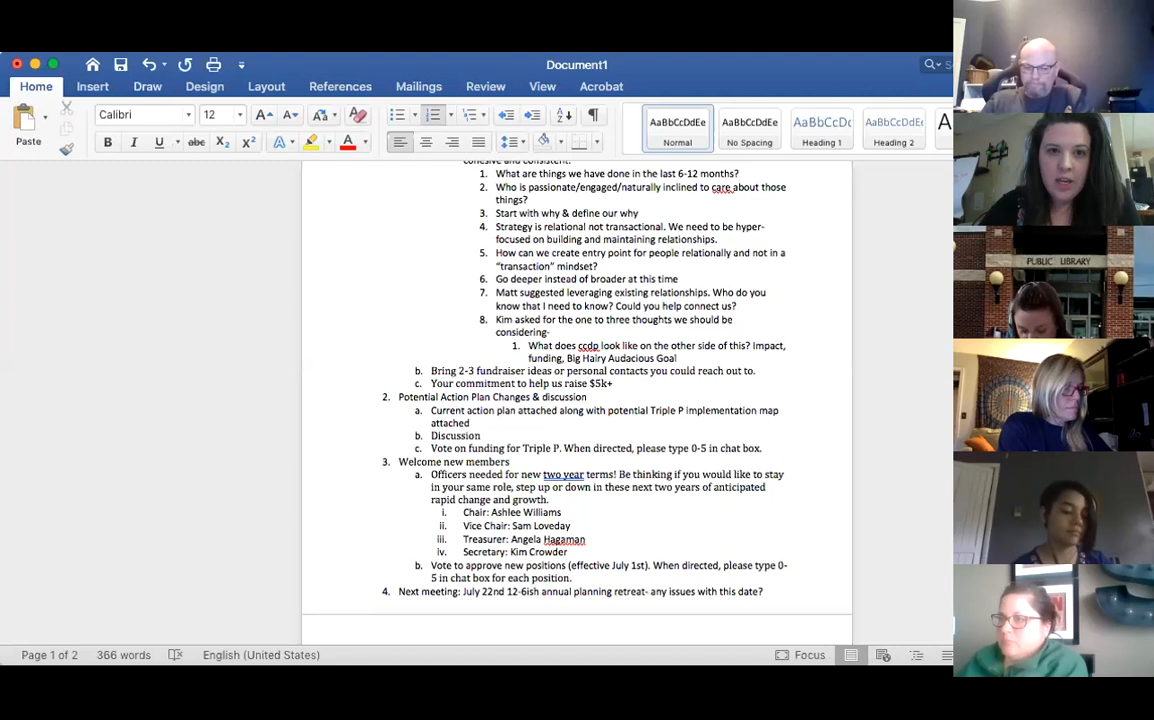 Document1
Home Insert Draw Design Layout References Mailings Review View Acrobat
Paste
Calibri 12
AaBbCcDdEe AaBbCcDdEe AaBbCcDc AaBbCcDdEe
Normal No Spacing Heading 1 Heading 2
cohesive and consistent.
1. What are things we have done in the last 6-12 months?
2. Who is passionate/engaged/naturally inclined to care about those
things?
3. Start with why & define our why
4. Strategy is relational not transactional. We need to be hyper-
focused on building and maintaining relationships.
5. How can we create entry point for people relationally and not in a
“transaction” mindset?
6. Go deeper instead of broader at this time
7. Matt suggested leveraging existing relationships. Who do you
know that I need to know? Could you help connect us?
8. Kim asked for the one to three thoughts we should be
considering-
1. What does ccdp look like on the other side of this? Impact,
funding, Big Hairy Audacious Goal
b. Bring 2-3 fundraiser ideas or personal contacts you could reach out to.
c. Your commitment to help us raise $5k+
2. Potential Action Plan Changes & discussion
a. Current action plan attached along with potential Triple P implementation map
attached
b. Discussion
c. Vote on funding for Triple P. When directed, please type 0-5 in chat box.
3. Welcome new members
a. Officers needed for new two year terms! Be thinking if you would like to stay
in your same role, step up or down in these next two years of anticipated
rapid change and growth.
i. Chair: Ashlee Williams
ii. Vice Chair: Sam Loveday
iii. Treasurer: Angela Hagaman
iv. Secretary: Kim Crowder
b. Vote to approve new positions (effective July 1st). When directed, please type 0-
5 in chat box for each position.
4. Next meeting: July 22nd 12-6ish annual planning retreat- any issues with this date?
Page 1 of 2 366 words English (United States) Focus
PUBLIC LIBRARY